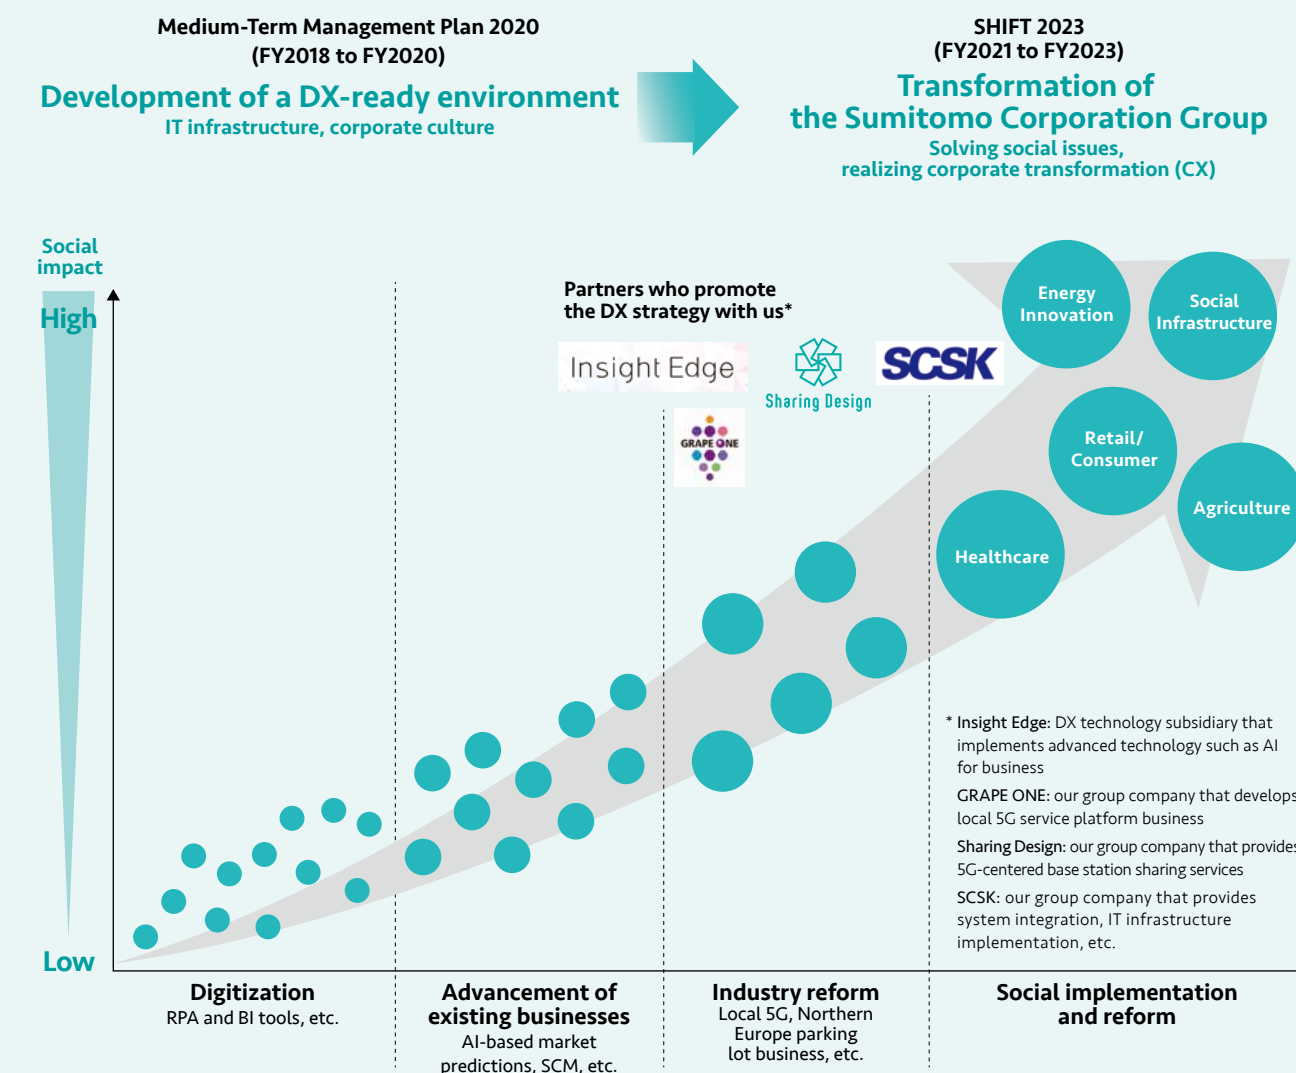 Medium-Term Management Plan 2020
(FY2018 to FY2020)
Development of a DX-ready environment
IT infrastructure, corporate culture
SHIFT 2023
(FY2021 to FY2023)
Transformation of
the Sumitomo Corporation Group
Solving social issues,
realizing corporate transformation (CX)
Social
impact
High
Low
Partners who promote
the DX strategy with us*
Insight Edge
Sharing Design
SCSK
GRAPE ONE
Energy
Innovation
Social
Infrastructure
Retail/
Consumer
Agriculture
Healthcare
* Insight Edge: DX technology subsidiary that
implements advanced technology such as AI
for business
GRAPE ONE: our group company that develops
local 5G service platform business
Sharing Design: our group company that provides
5G-centered base station sharing services
SCSK: our group company that provides
system integration, IT infrastructure
implementation, etc.
Digitization
RPA and BI tools, etc.
Advancement of
existing businesses
AI-based market
predictions, SCM, etc.
Industry reform
Local 5G, Northern
Europe parking
lot business, etc.
Social implementation
and reform